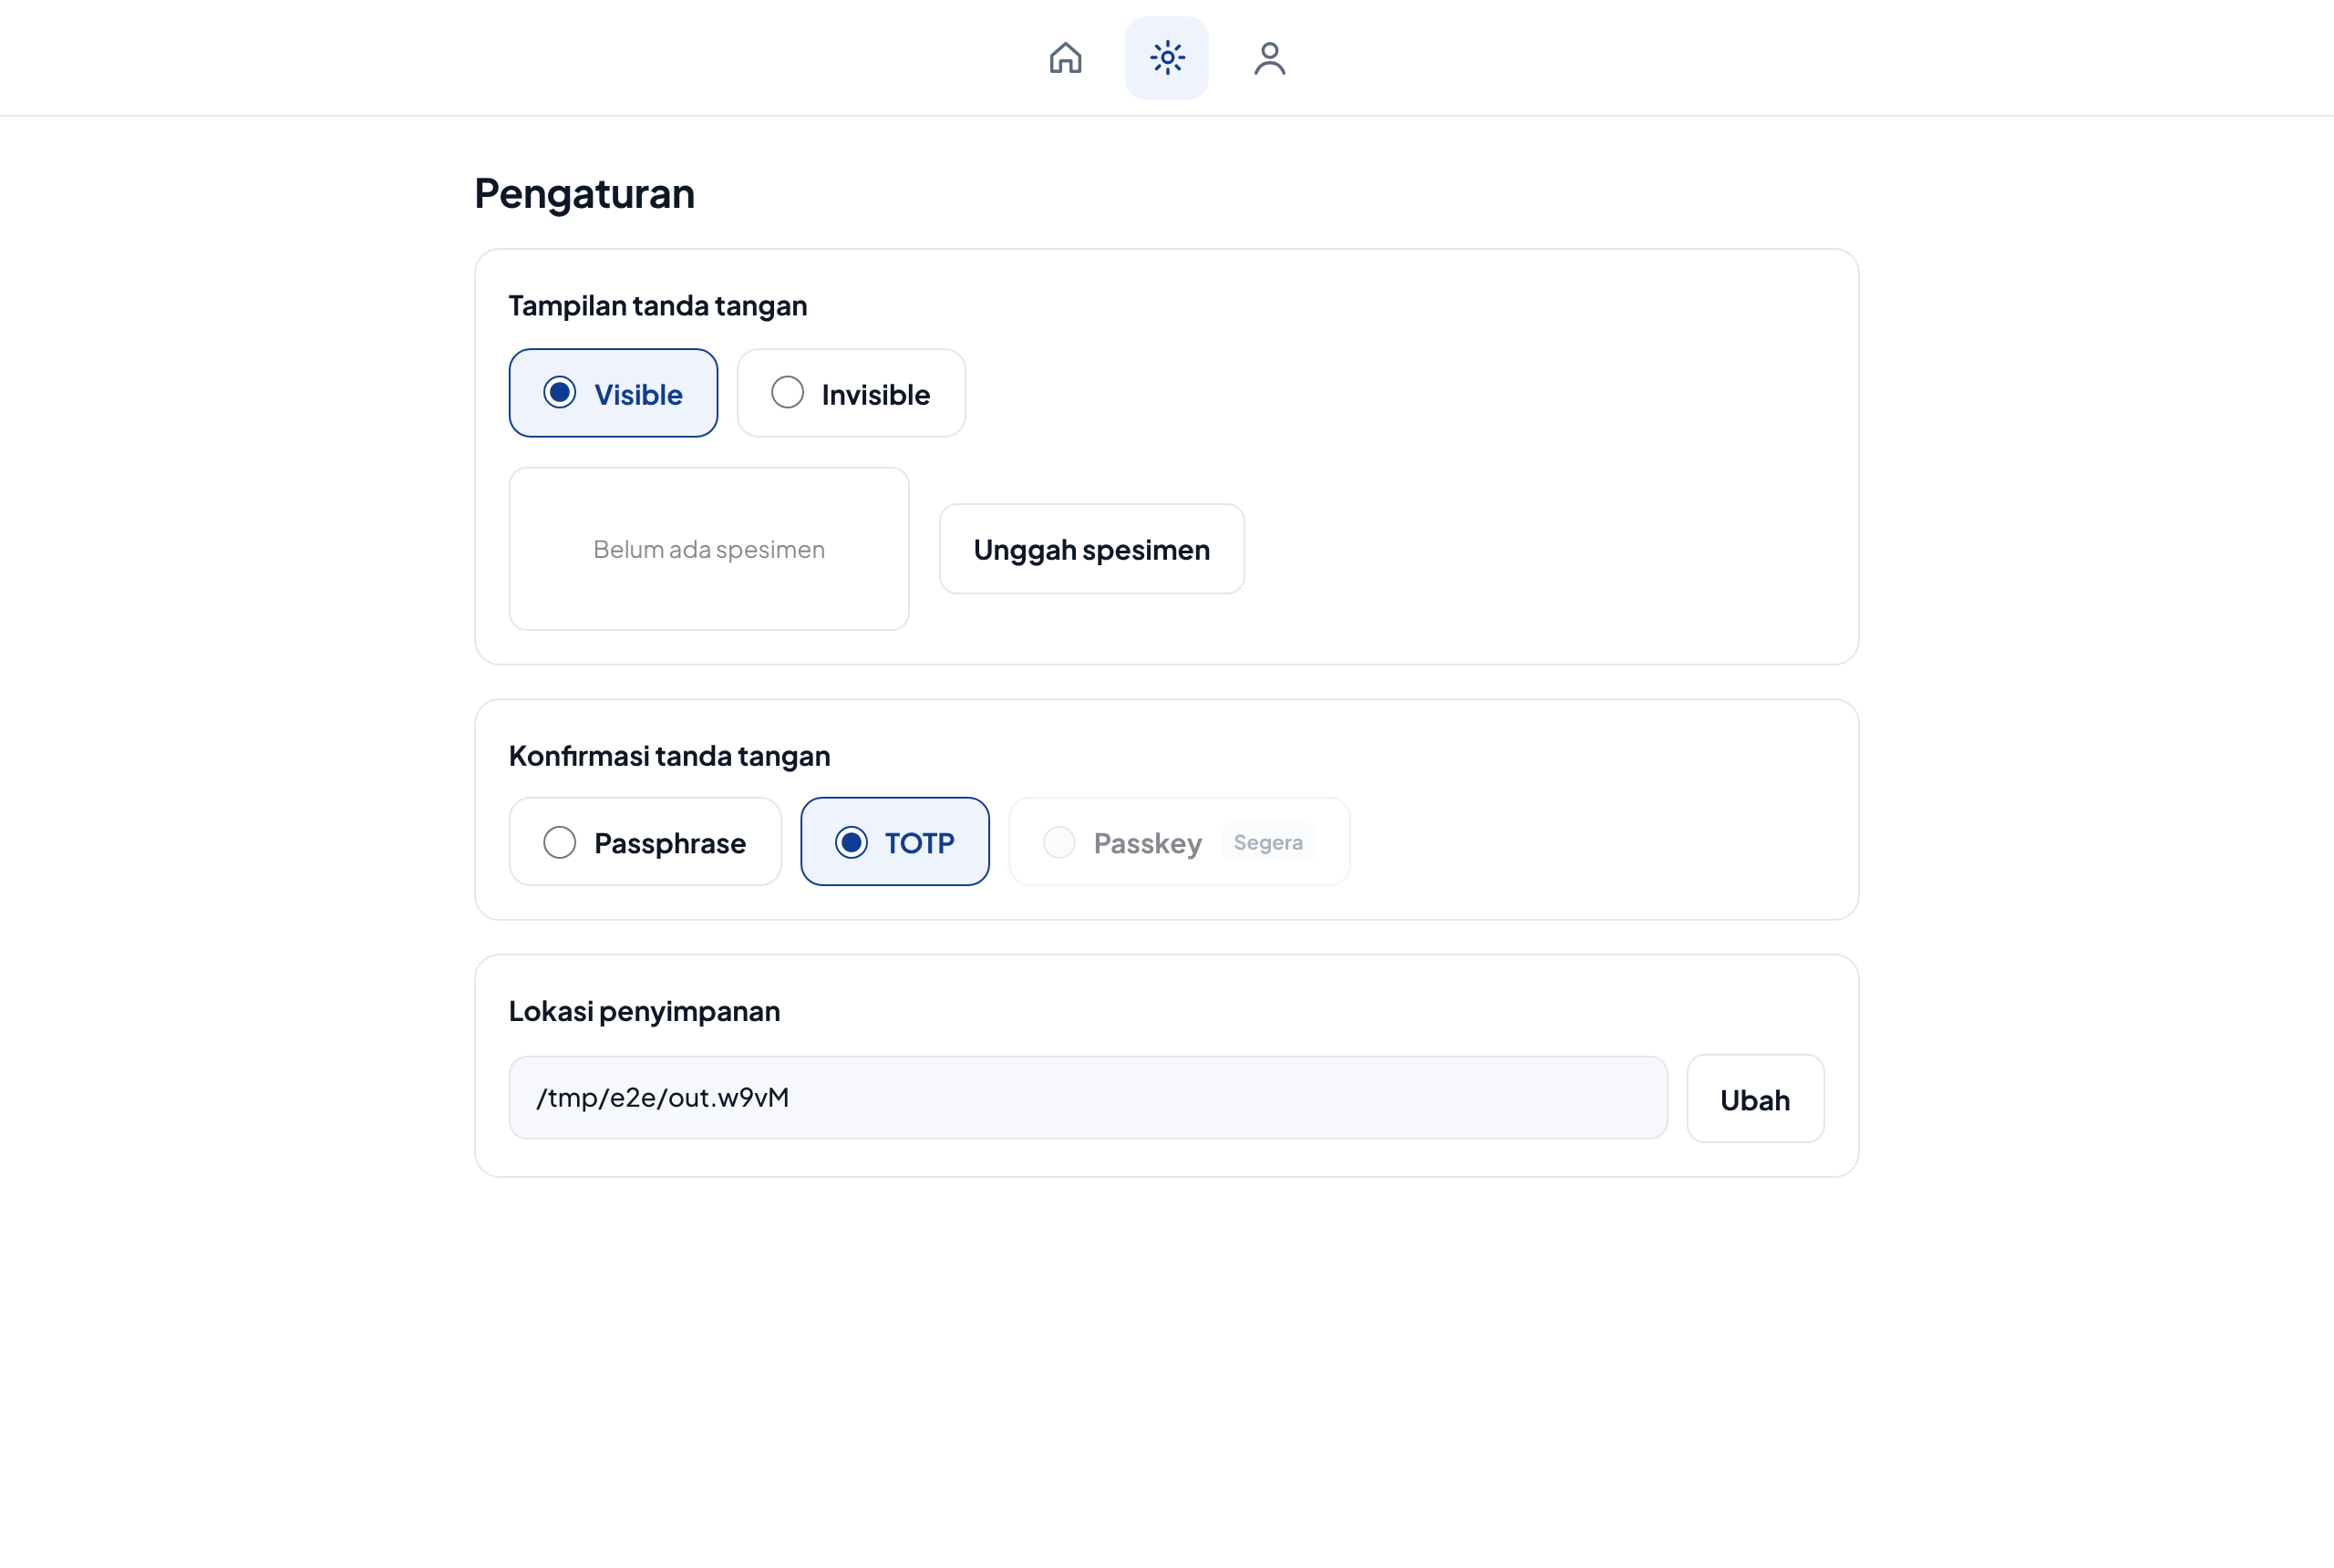 Pengaturan
Tampilan tanda tangan
Visible Invisible
Belum ada spesimen Unggah spesimen
Konfirmasi tanda tangan
Passphrase TOTP Passkey Segera
Lokasi penyimpanan
/tmp/e2e/out.w9vM Ubah